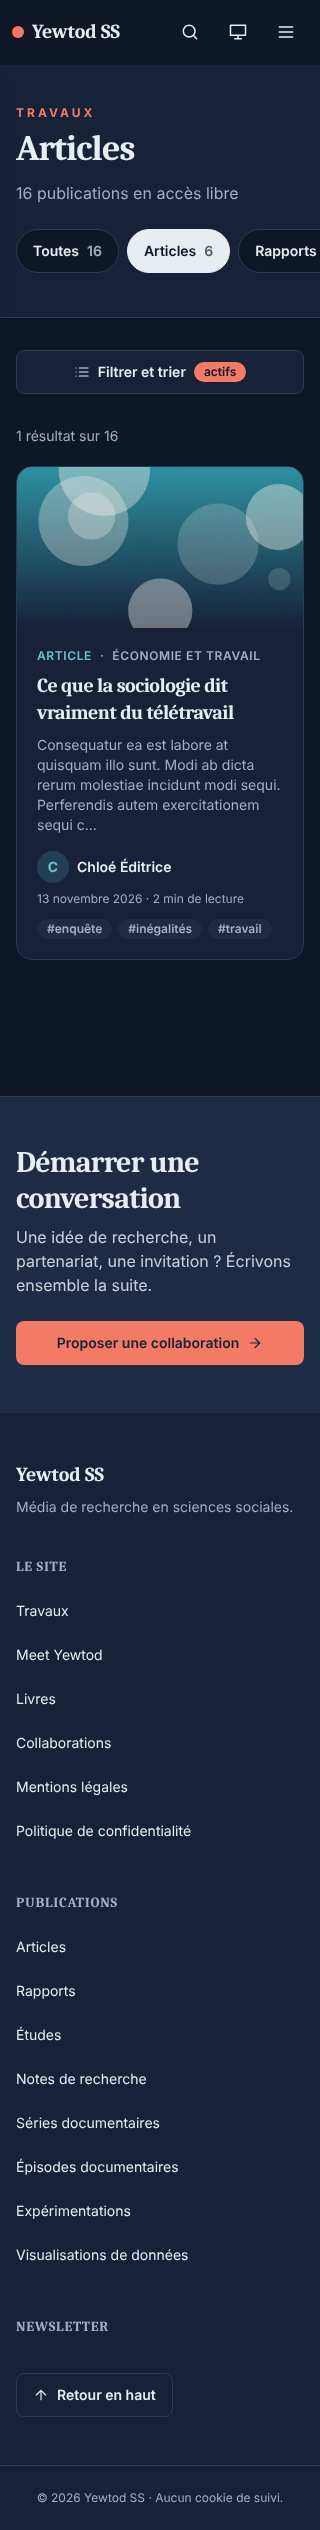 Yewtod SS
TRAVAUX
Articles
16 publications en accès libre
Toutes 16 Articles 6 Rapports
Filtrer et trier actifs
1 résultat sur 16
ARTICLE · ÉCONOMIE ET TRAVAIL
Ce que la sociologie dit
vraiment du télétravail
Consequatur ea est labore at
quisquam illo sunt. Modi ab dicta
rerum molestiae incidunt modi sequi.
Perferendis autem exercitationem
sequi c…
C Chloé Éditrice
13 novembre 2026 · 2 min de lecture
#enquête #inégalités #travail
Démarrer une
conversation
Une idée de recherche, un
partenariat, une invitation ? Écrivons
ensemble la suite.
Proposer une collaboration →
Yewtod SS
Média de recherche en sciences sociales.
LE SITE
Travaux
Meet Yewtod
Livres
Collaborations
Mentions légales
Politique de confidentialité
PUBLICATIONS
Articles
Rapports
Études
Notes de recherche
Séries documentaires
Épisodes documentaires
Expérimentations
Visualisations de données
NEWSLETTER
↑ Retour en haut
© 2026 Yewtod SS · Aucun cookie de suivi.